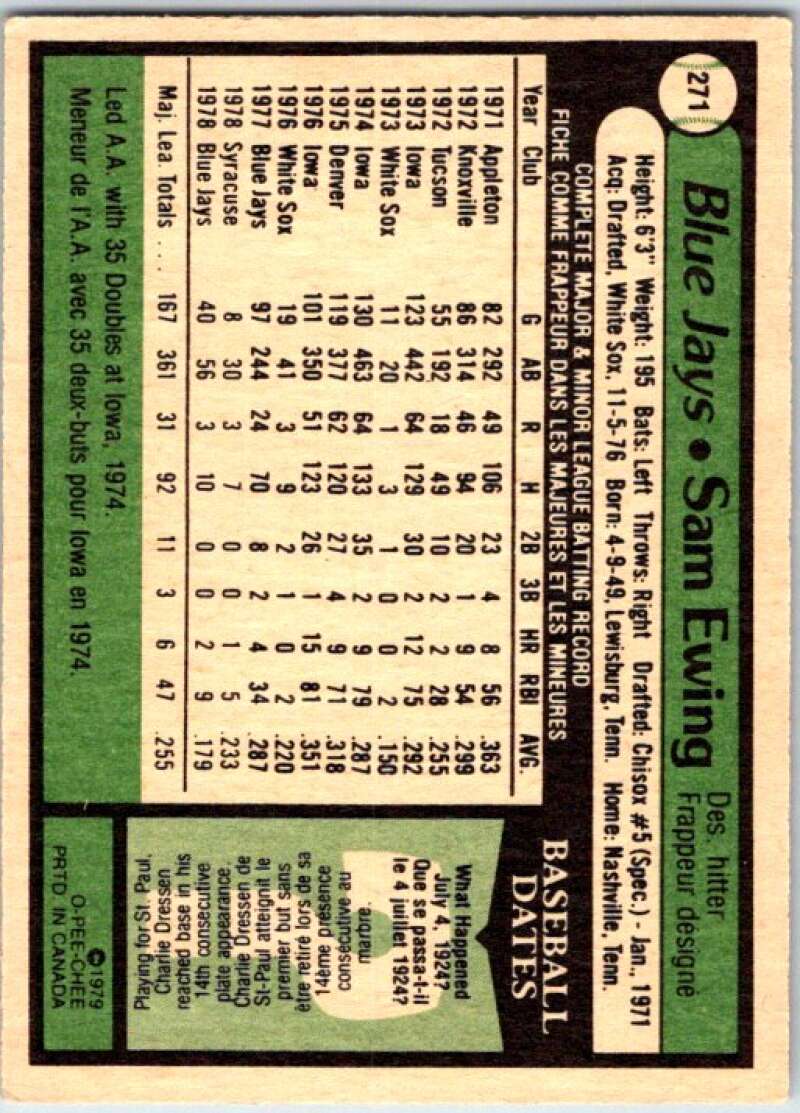 271
Blue Jays • Sam Ewing
Des. hitter
Frappeur désigné
Height: 6'3" Weight: 195 Bats: Left Throws: Right Drafted: Chisox #5 (Spec.) - Jan., 1971
Acq: Drafted, White Sox, 11-5-76 Born: 4-9-49, Lewisburg, Tenn. Home: Nashville, Tenn.
COMPLETE MAJOR & MINOR LEAGUE BATTING RECORD
FICHE COMME FRAPPEUR DANS LES MAJEURES ET LES MINEURES
Year Club G AB R H 2B 3B HR RBI AVG.
1971 Appleton 82 292 49 106 23 4 8 56 .363
1972 Knoxville 86 314 46 94 20 1 9 54 .299
1972 Tucson 55 192 18 49 10 2 2 28 .255
1973 Iowa 123 442 64 129 30 2 12 75 .292
1973 White Sox 11 20 1 3 1 0 0 2 .150
1974 Iowa 130 463 64 133 35 2 9 79 .287
1975 Denver 119 377 62 120 27 4 9 71 .318
1976 Iowa 101 350 51 123 26 1 15 81 .351
1976 White Sox 19 41 3 9 2 1 0 2 .220
1977 Blue Jays 97 244 24 70 8 2 4 34 .287
1978 Syracuse 8 30 3 7 0 0 1 5 .233
1978 Blue Jays 40 56 3 10 0 0 2 9 .179
Maj. Lea. Totals . . . 167 361 31 92 11 3 6 47 .255
Led A.A. with 35 Doubles at Iowa, 1974.
Meneur de l'A.A. avec 35 deux-buts pour Iowa en 1974.
BASEBALL
DATES
What Happened
July 4, 1924?
Que se passa-t-il
le 4 juillet 1924?
Playing for St. Paul,
Charlie Dressen
reached base in his
14th consecutive
plate appearance.
Charlie Dressen de
St-Paul atteignit le
premier but sans
être retiré lors de sa
14ième présence
consécutive au
marbre.
©1979
O-PEE-CHEE
PRTD. IN CANADA